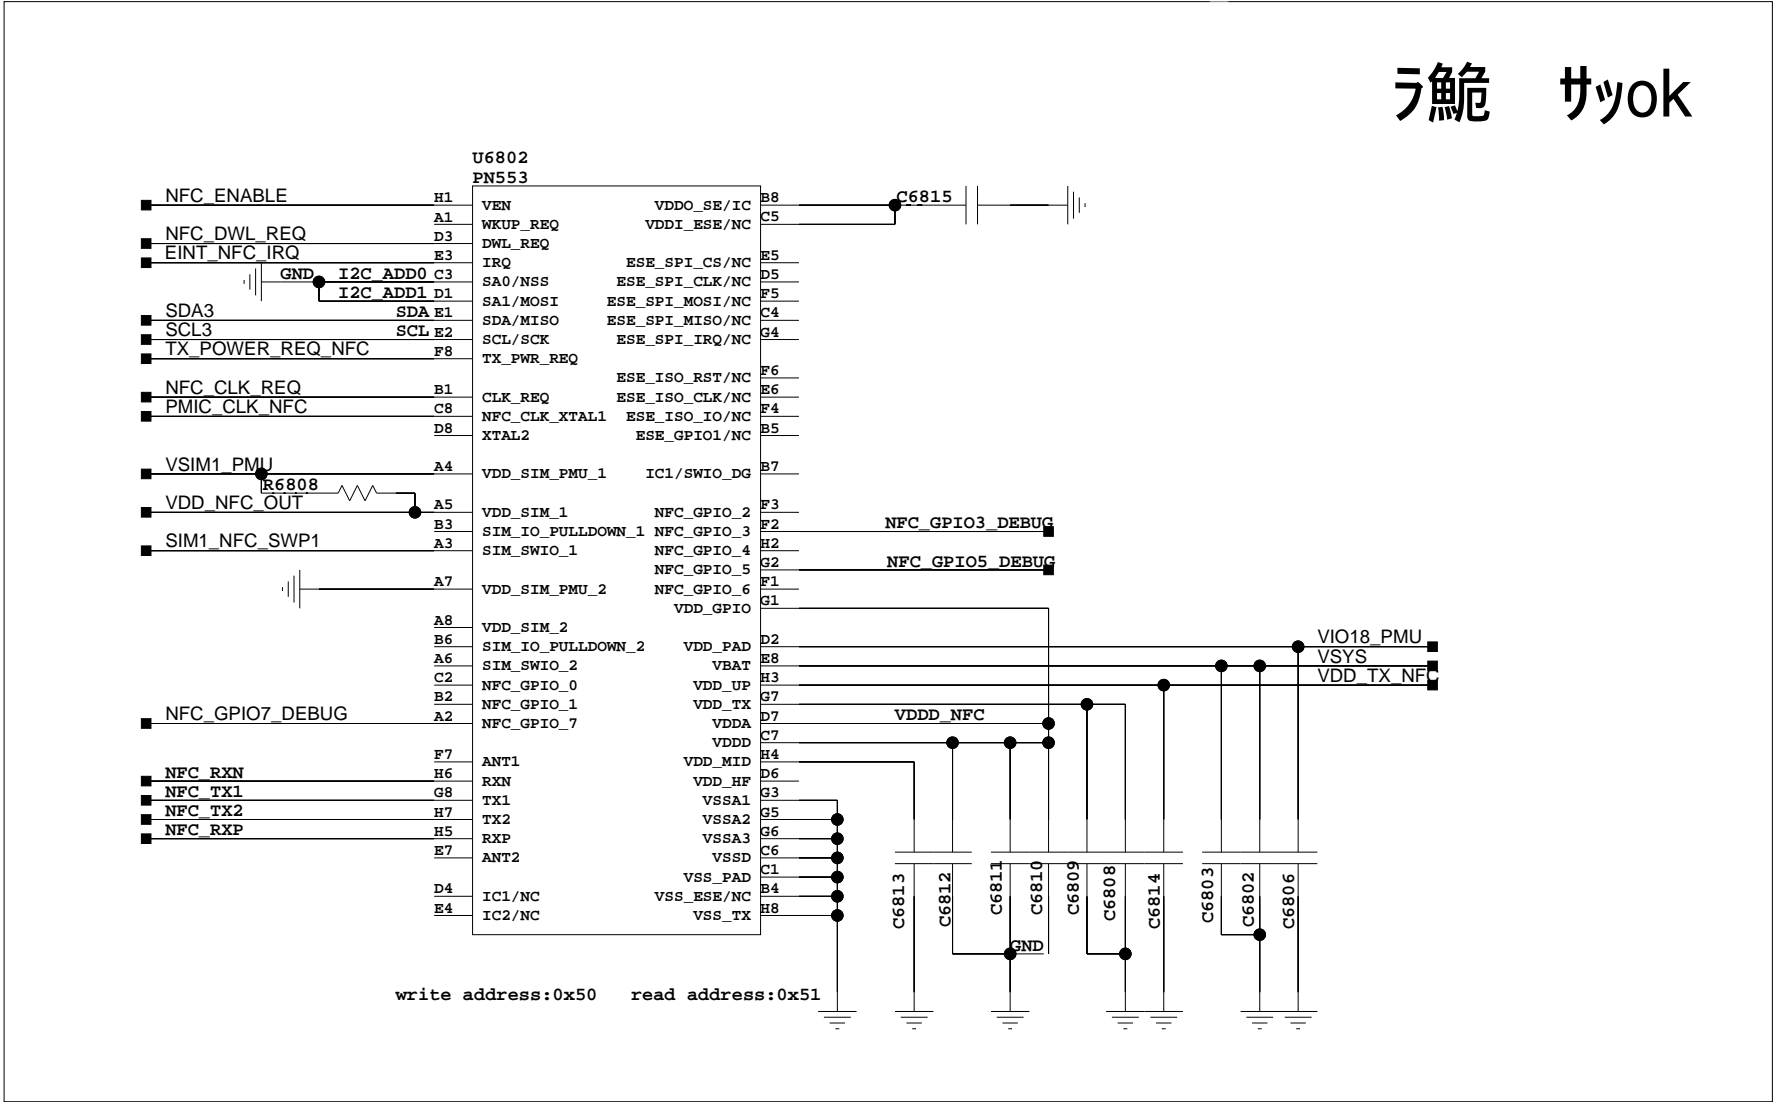 ﾗ鮠 ｻｯok
U6802
PN553
NFC_ENABLE H1 VEN VDDO_SE/IC B8 C6815
A1 WKUP_REQ VDDI_ESE/NC C5
NFC_DWL_REQ D3 DWL_REQ
EINT_NFC_IRQ E3 IRQ ESE_SPI_CS/NC E5
GND I2C_ADD0 C3 SA0/NSS ESE_SPI_CLK/NC D5
I2C_ADD1 D1 SA1/MOSI ESE_SPI_MOSI/NC F5
SDA3 SDA E1 SDA/MISO ESE_SPI_MISO/NC C4
SCL3 SCL E2 SCL/SCK ESE_SPI_IRQ/NC G4
TX_POWER_REQ_NFC F8 TX_PWR_REQ
ESE_ISO_RST/NC F6
NFC_CLK_REQ B1 CLK_REQ ESE_ISO_CLK/NC E6
PMIC_CLK_NFC C8 NFC_CLK_XTAL1 ESE_ISO_IO/NC F4
D8 XTAL2 ESE_GPIO1/NC B5
VSIM1_PMU A4 VDD_SIM_PMU_1 IC1/SWIO_DG B7
R6808
VDD_NFC_OUT A5 VDD_SIM_1 NFC_GPIO_2 F3
B3 SIM_IO_PULLDOWN_1 NFC_GPIO_3 F2 NFC_GPIO3_DEBUG
SIM1_NFC_SWP1 A3 SIM_SWIO_1 NFC_GPIO_4 H2
NFC_GPIO_5 G2 NFC_GPIO5_DEBUG
A7 VDD_SIM_PMU_2 NFC_GPIO_6 F1
VDD_GPIO G1
A8 VDD_SIM_2
B6 SIM_IO_PULLDOWN_2 VDD_PAD D2 VIO18_PMU
A6 SIM_SWIO_2 VBAT E8 VSYS
C2 NFC_GPIO_0 VDD_UP H3 VDD_TX_NFC
B2 NFC_GPIO_1 VDD_TX G7
NFC_GPIO7_DEBUG A2 NFC_GPIO_7 VDDA D7 VDDD_NFC
VDDD C7
F7 ANT1 VDD_MID H4
NFC_RXN H6 RXN VDD_HF D6
NFC_TX1 G8 TX1 VSSA1 G3
NFC_TX2 H7 TX2 VSSA2 G5
NFC_RXP H5 RXP VSSA3 G6
E7 ANT2 VSSD C6
VSS_PAD C1
D4 IC1/NC VSS_ESE/NC B4
E4 IC2/NC VSS_TX H8
C6813 C6812 C6811 C6810 C6809 C6808 C6814 C6803 C6802 C6806
GND
write address:0x50 read address:0x51